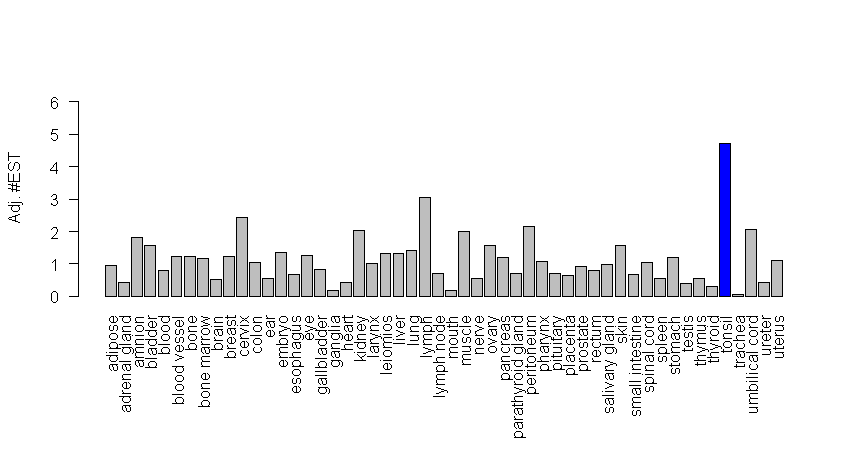 Adj. #EST
6
5
4
3
2
1
0
adipose
adrenal gland
amnion
bladder
blood
blood vessel
bone
bone marrow
brain
breast
cervix
colon
ear
embryo
esophagus
eye
gallbladder
ganglia
heart
kidney
larynx
leiomios
liver
lung
lymph
lymph node
mouth
muscle
nerve
ovary
pancreas
parathyroid gland
peritoneum
pharynx
pituitary
placenta
prostate
rectum
salivary gland
skin
small intestine
spinal cord
spleen
stomach
testis
thymus
thyroid
tonsil
trachea
umbilical cord
ureter
uterus